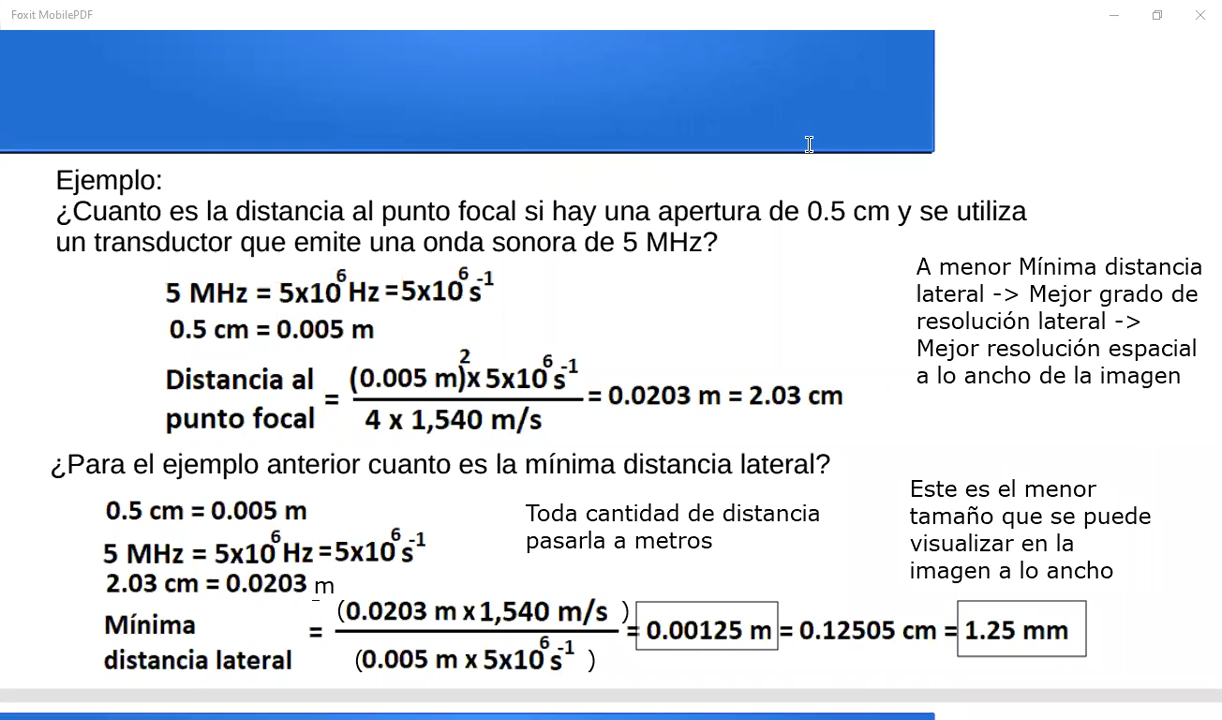 Foxit MobilePDF
Ejemplo:
¿Cuanto es la distancia al punto focal si hay una apertura de 0.5 cm y se utiliza
un transductor que emite una onda sonora de 5 MHz?
5 MHz = 5x10⁶ Hz = 5x10⁶ s⁻¹
0.5 cm = 0.005 m
Distancia al punto focal = (0.005 m)² x 5x10⁶ s⁻¹ / 4 x 1,540 m/s = 0.0203 m = 2.03 cm
A menor Mínima distancia
lateral -> Mejor grado de
resolución lateral ->
Mejor resolución espacial
a lo ancho de la imagen
¿Para el ejemplo anterior cuanto es la mínima distancia lateral?
0.5 cm = 0.005 m
5 MHz = 5x10⁶ Hz = 5x10⁶ s⁻¹
2.03 cm = 0.0203 m
Toda cantidad de distancia
pasarla a metros
Este es el menor
tamaño que se puede
visualizar en la
imagen a lo ancho
Mínima distancia lateral = (0.0203 m x 1,540 m/s ) / (0.005 m x 5x10⁶ s⁻¹ ) = 0.00125 m = 0.12505 cm = 1.25 mm